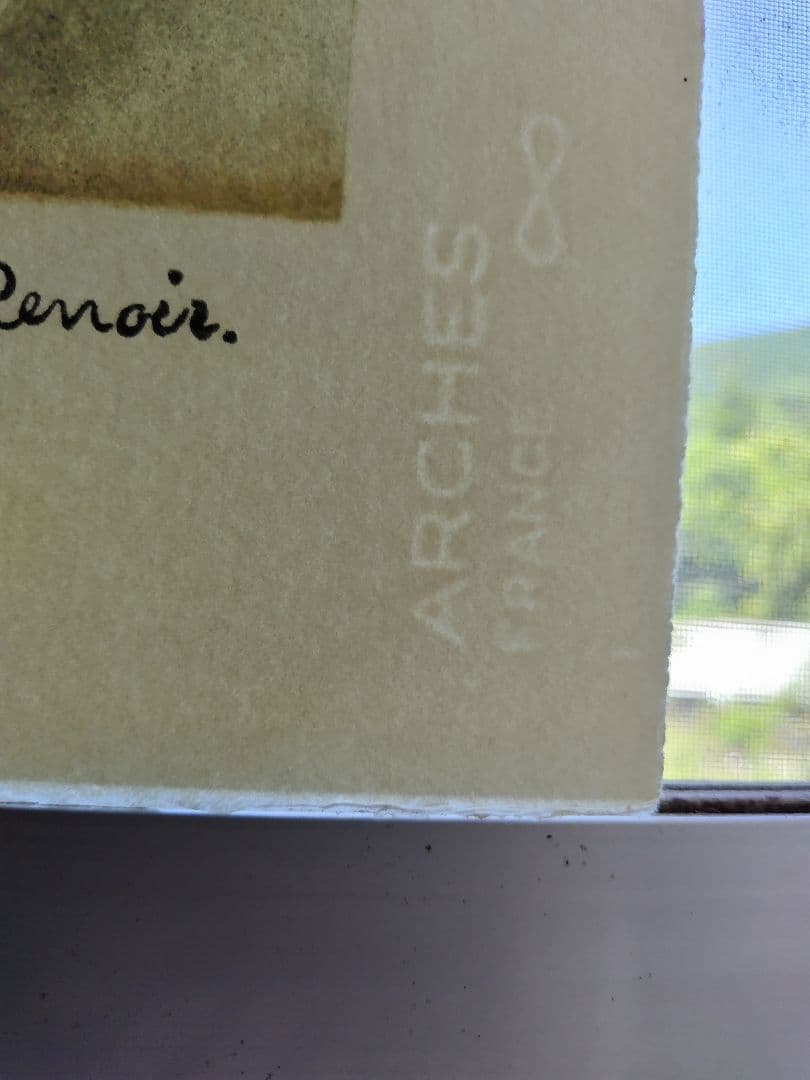 Renoir.
ARCHES
FRANCE ∞